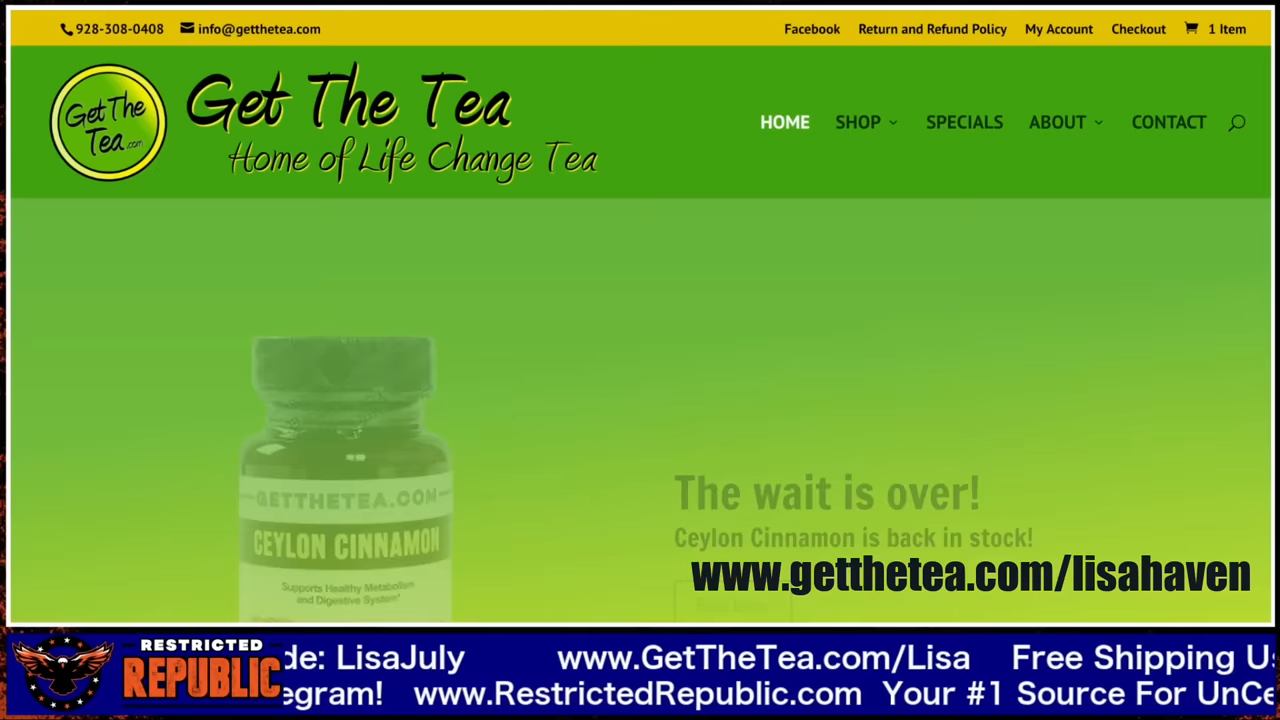 928-308-0408 info@getthetea.com Facebook Return and Refund Policy My Account Checkout 1 Item
Get The
Tea.com
Get The Tea
Home of Life Change Tea
HOME SHOP SPECIALS ABOUT CONTACT
GETTHETEA.COM
CEYLON CINNAMON
Supports Healthy Metabolism
and Digestive System*
The wait is over!
Ceylon Cinnamon is back in stock!
www.getthetea.com/lisahaven
RESTRICTED
REPUBLIC
de: LisaJuly www.GetTheTea.com/Lisa Free Shipping
egram! www.RestrictedRepublic.com Your #1 Source For